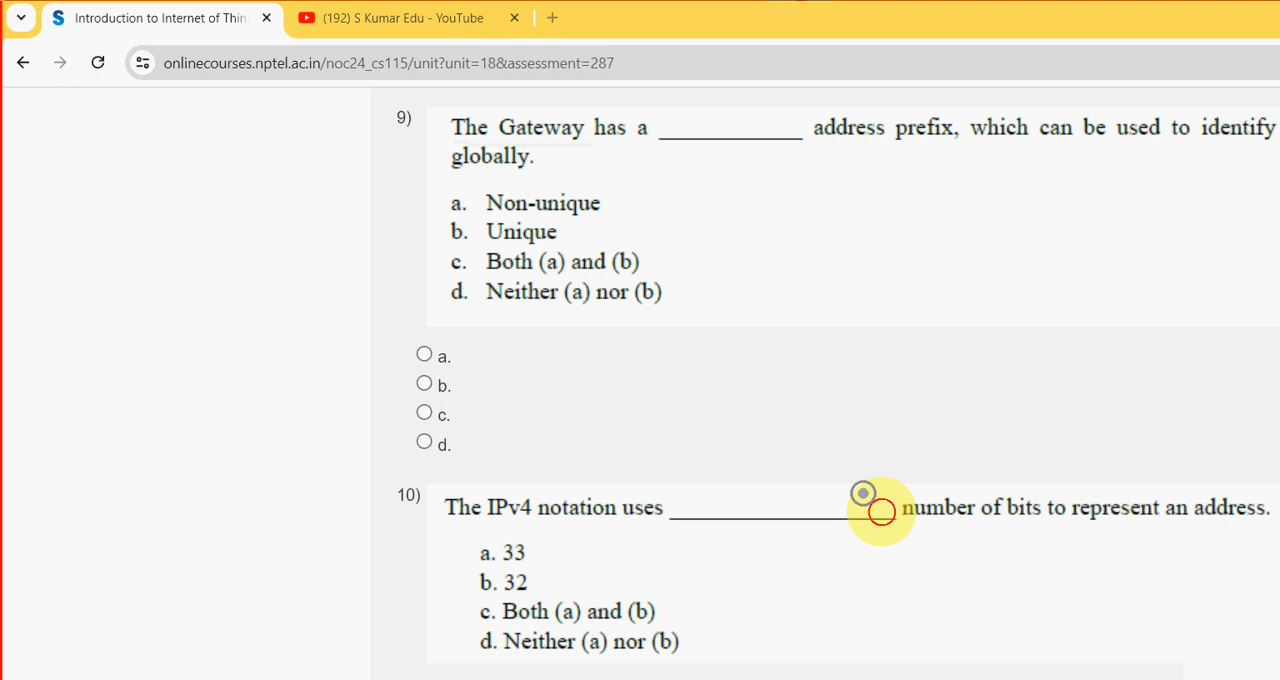 Introduction to Internet of Thin
(192) S Kumar Edu - YouTube
onlinecourses.nptel.ac.in/noc24_cs115/unit?unit=18&assessment=287
9)
The Gateway has a ____________ address prefix, which can be used to identify
globally.
a. Non-unique
b. Unique
c. Both (a) and (b)
d. Neither (a) nor (b)
a.
b.
c.
d.
10)
The IPv4 notation uses ____________________ number of bits to represent an address.
a. 33
b. 32
c. Both (a) and (b)
d. Neither (a) nor (b)